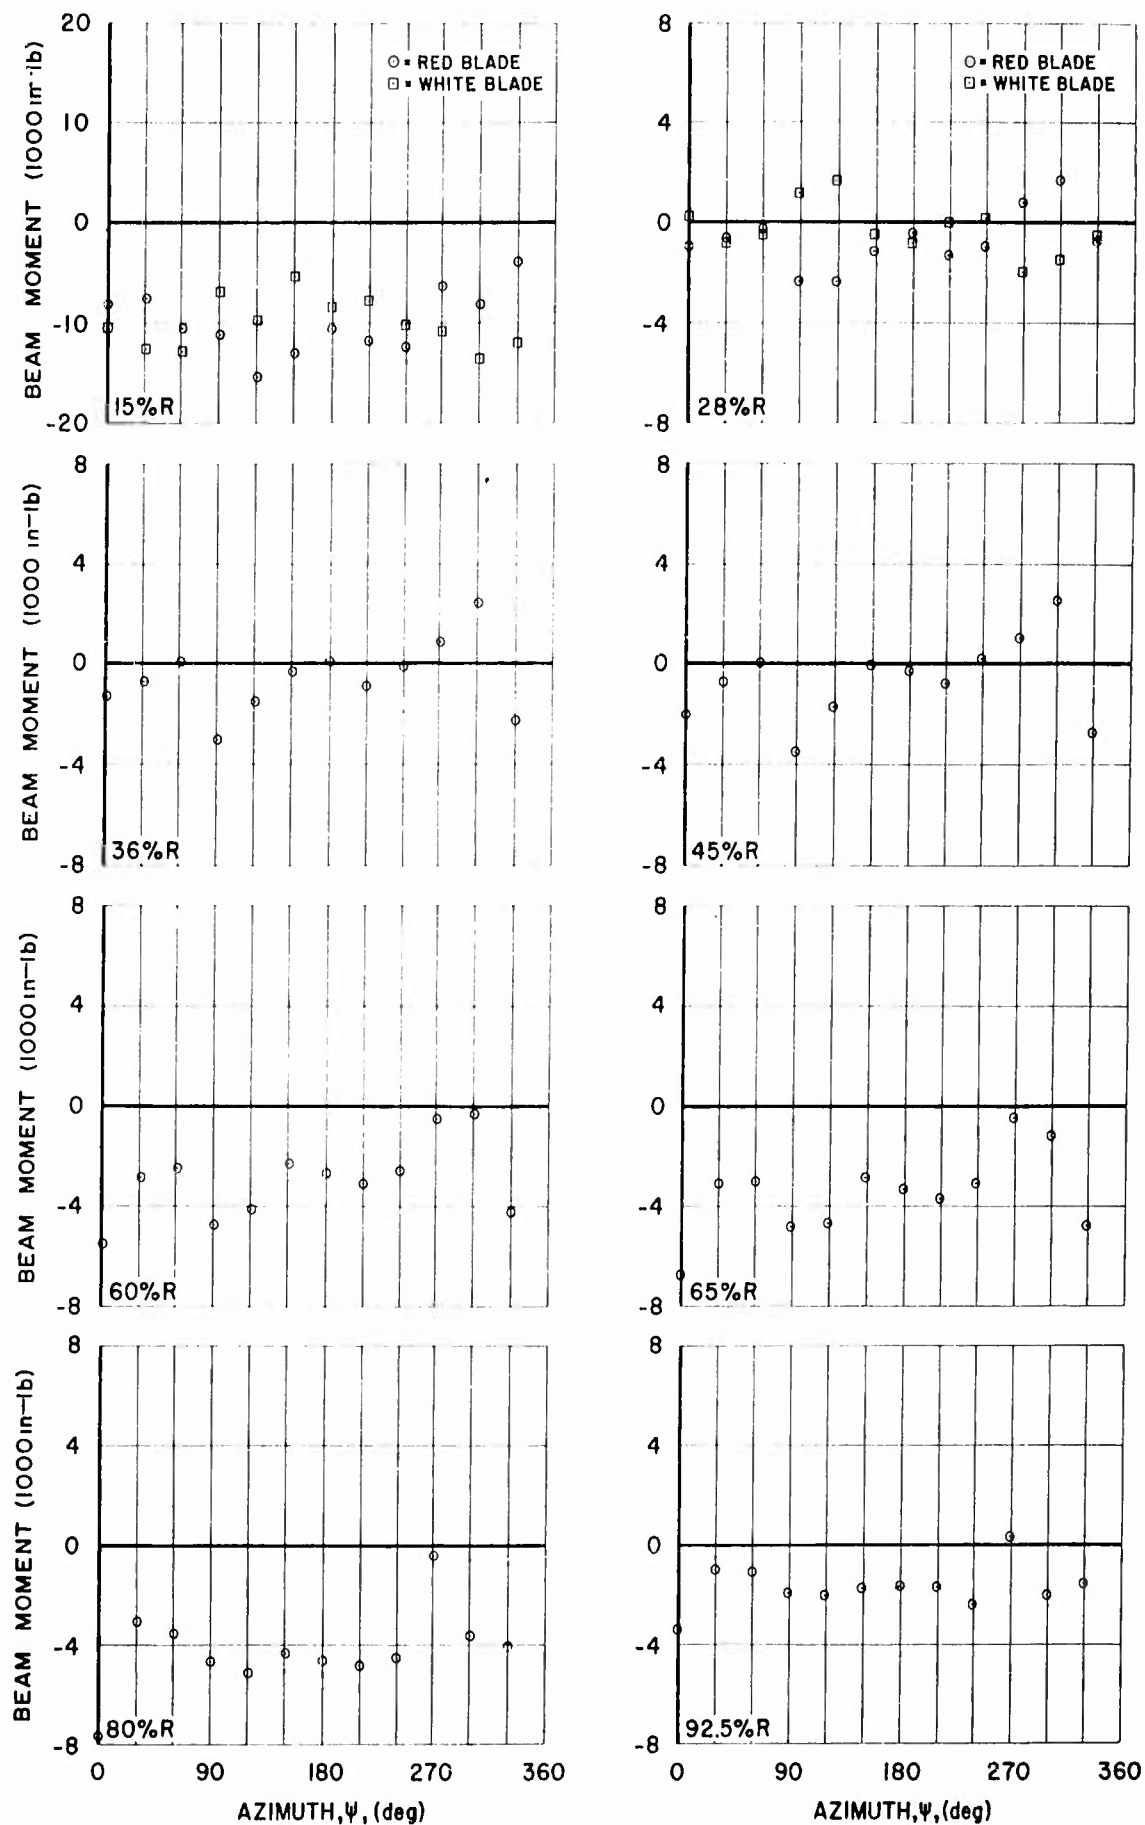 BEAM MOMENT (1000 in-lb)
20
10
0
-10
-20
⊙ = RED BLADE
⊡ = WHITE BLADE
15%R
8
4
0
-4
-8
⊙ = RED BLADE
⊡ = WHITE BLADE
28%R
BEAM MOMENT (1000 in-lb)
8
4
0
-4
-8
36%R
8
4
0
-4
-8
45%R
BEAM MOMENT (1000 in-lb)
8
4
0
-4
-8
60%R
8
4
0
-4
-8
65%R
BEAM MOMENT (1000 in-lb)
8
4
0
-4
-8
80%R
0 90 180 270 360
AZIMUTH, Ψ, (deg)
8
4
0
-4
-8
92.5%R
0 90 180 270 360
AZIMUTH, Ψ, (deg)